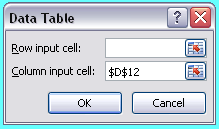 Data Table
?
Row input cell:
Column input cell: $D$12
OK Cancel